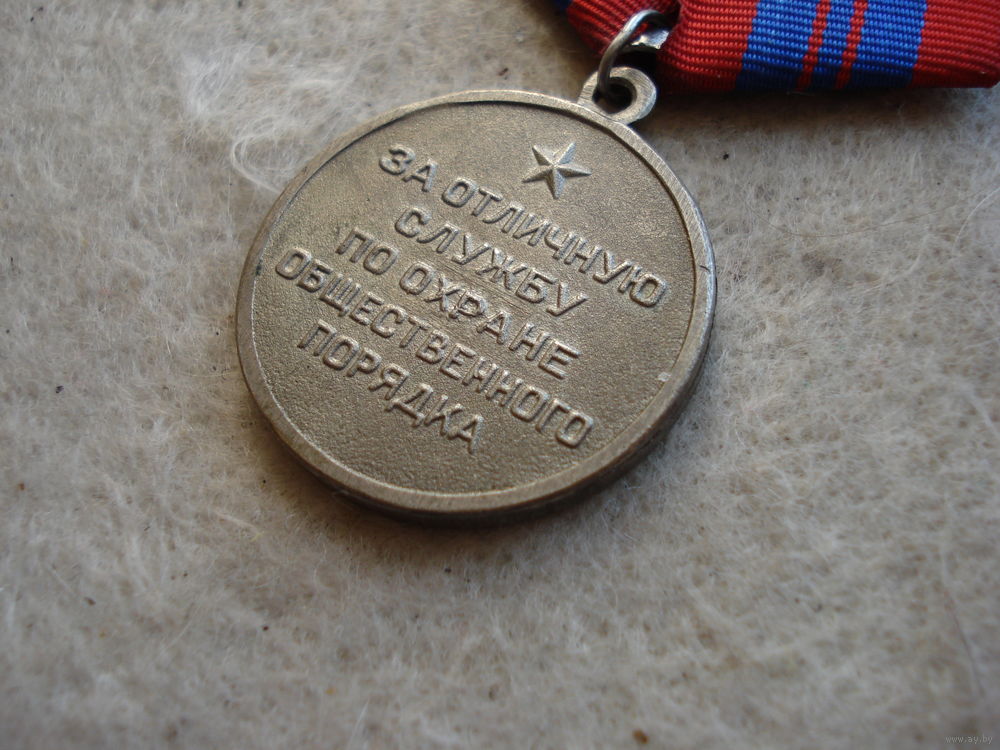 ЗА ОТЛИЧНУЮ
СЛУЖБУ
ПО ОХРАНЕ
ОБЩЕСТВЕННОГО
ПОРЯДКА
www.ay.by